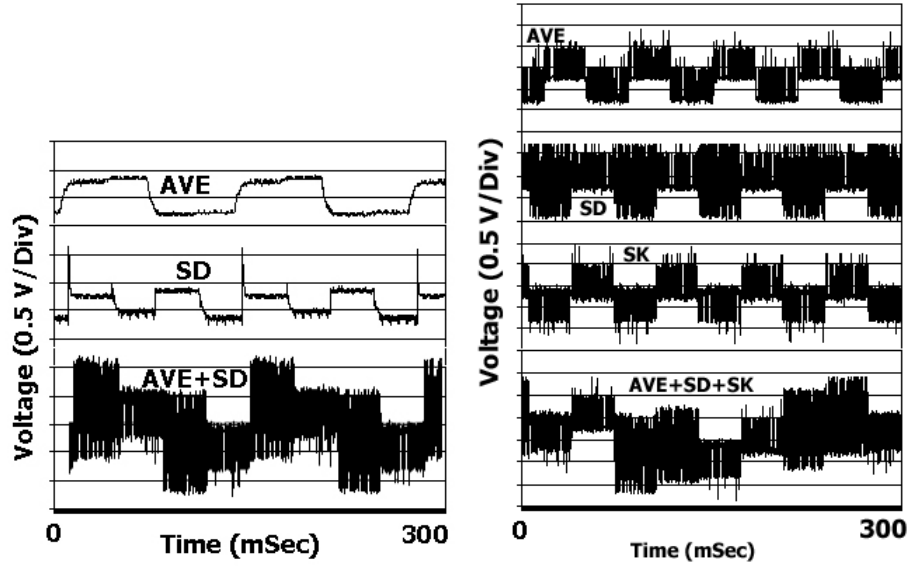 AVE
SD
AVE+SD
Voltage (0.5 V/Div)
0
300
Time (mSec)
AVE
SD
SK
AVE+SD+SK
Voltage (0.5 V/Div)
0
300
Time (mSec)